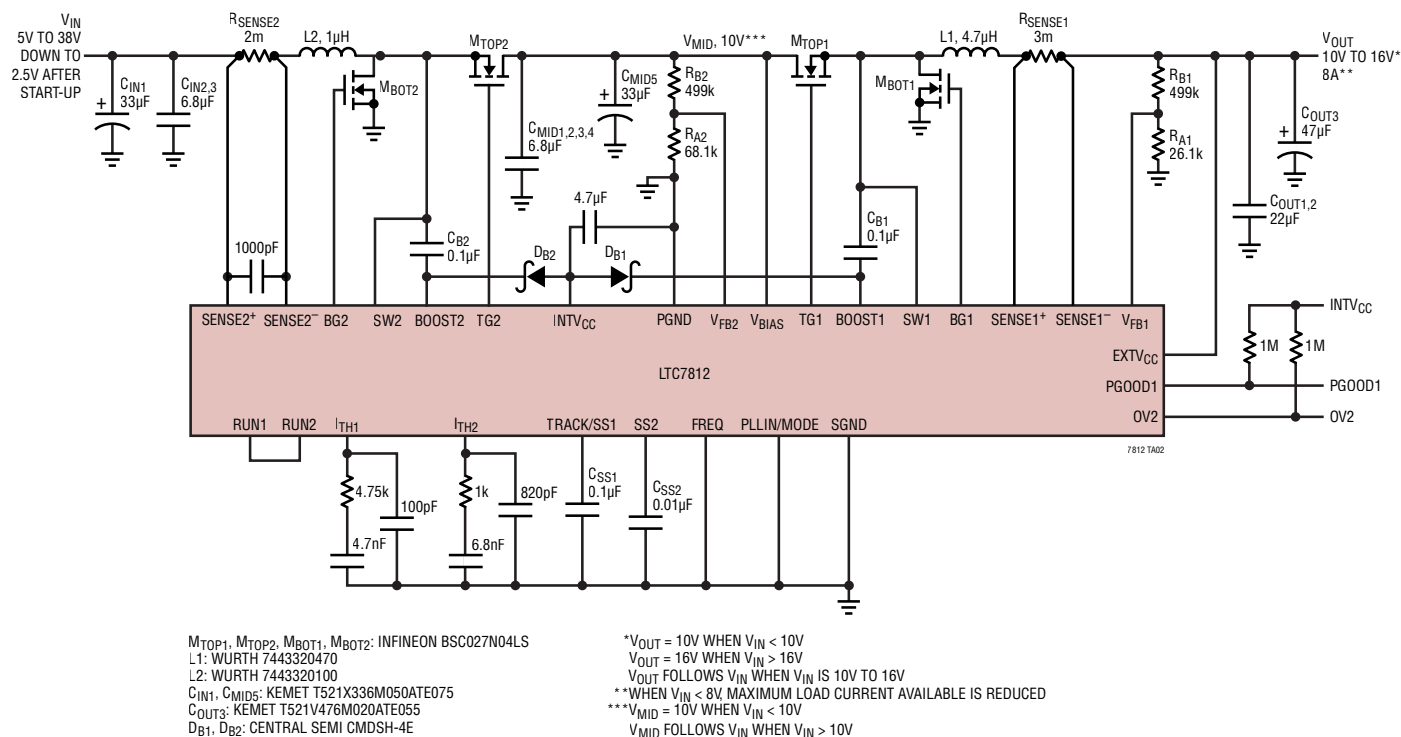 VIN
5V TO 38V
DOWN TO
2.5V AFTER
START-UP
RSENSE2
2m
L2, 1µH
MTOP2
VMID, 10V***
MTOP1
L1, 4.7µH
RSENSE1
3m
VOUT
10V TO 16V*
8A**
+
CIN1
33µF
CIN2,3
6.8µF
MBOT2
CMID1,2,3,4
6.8µF
+
CMID5
33µF
RB2
499k
RA2
68.1k
MBOT1
RB1
499k
RA1
26.1k
+
COUT3
47µF
COUT1,2
22µF
1000pF
CB2
0.1µF
4.7µF
DB2
DB1
CB1
0.1µF
SENSE2+
SENSE2–
BG2
SW2
BOOST2
TG2
INTVCC
PGND
VFB2
VBIAS
TG1
BOOST1
SW1
BG1
SENSE1+
SENSE1–
VFB1
LTC7812
EXTVCC
PGOOD1
OV2
INTVCC
1M
1M
PGOOD1
OV2
RUN1
RUN2
ITH1
ITH2
TRACK/SS1
SS2
FREQ
PLLIN/MODE
SGND
7812 TA02
4.75k
100pF
4.7nF
1k
820pF
6.8nF
CSS1
0.1µF
CSS2
0.01µF
MTOP1, MTOP2, MBOT1, MBOT2: INFINEON BSC027N04LS
L1: WURTH 7443320470
L2: WURTH 7443320100
CIN1, CMID5: KEMET T521X336M050ATE075
COUT3: KEMET T521V476M020ATE055
DB1, DB2: CENTRAL SEMI CMDSH-4E
*VOUT = 10V WHEN VIN < 10V
VOUT = 16V WHEN VIN > 16V
VOUT FOLLOWS VIN WHEN VIN IS 10V TO 16V
**WHEN VIN < 8V, MAXIMUM LOAD CURRENT AVAILABLE IS REDUCED
***VMID = 10V WHEN VIN < 10V
VMID FOLLOWS VIN WHEN VIN > 10V